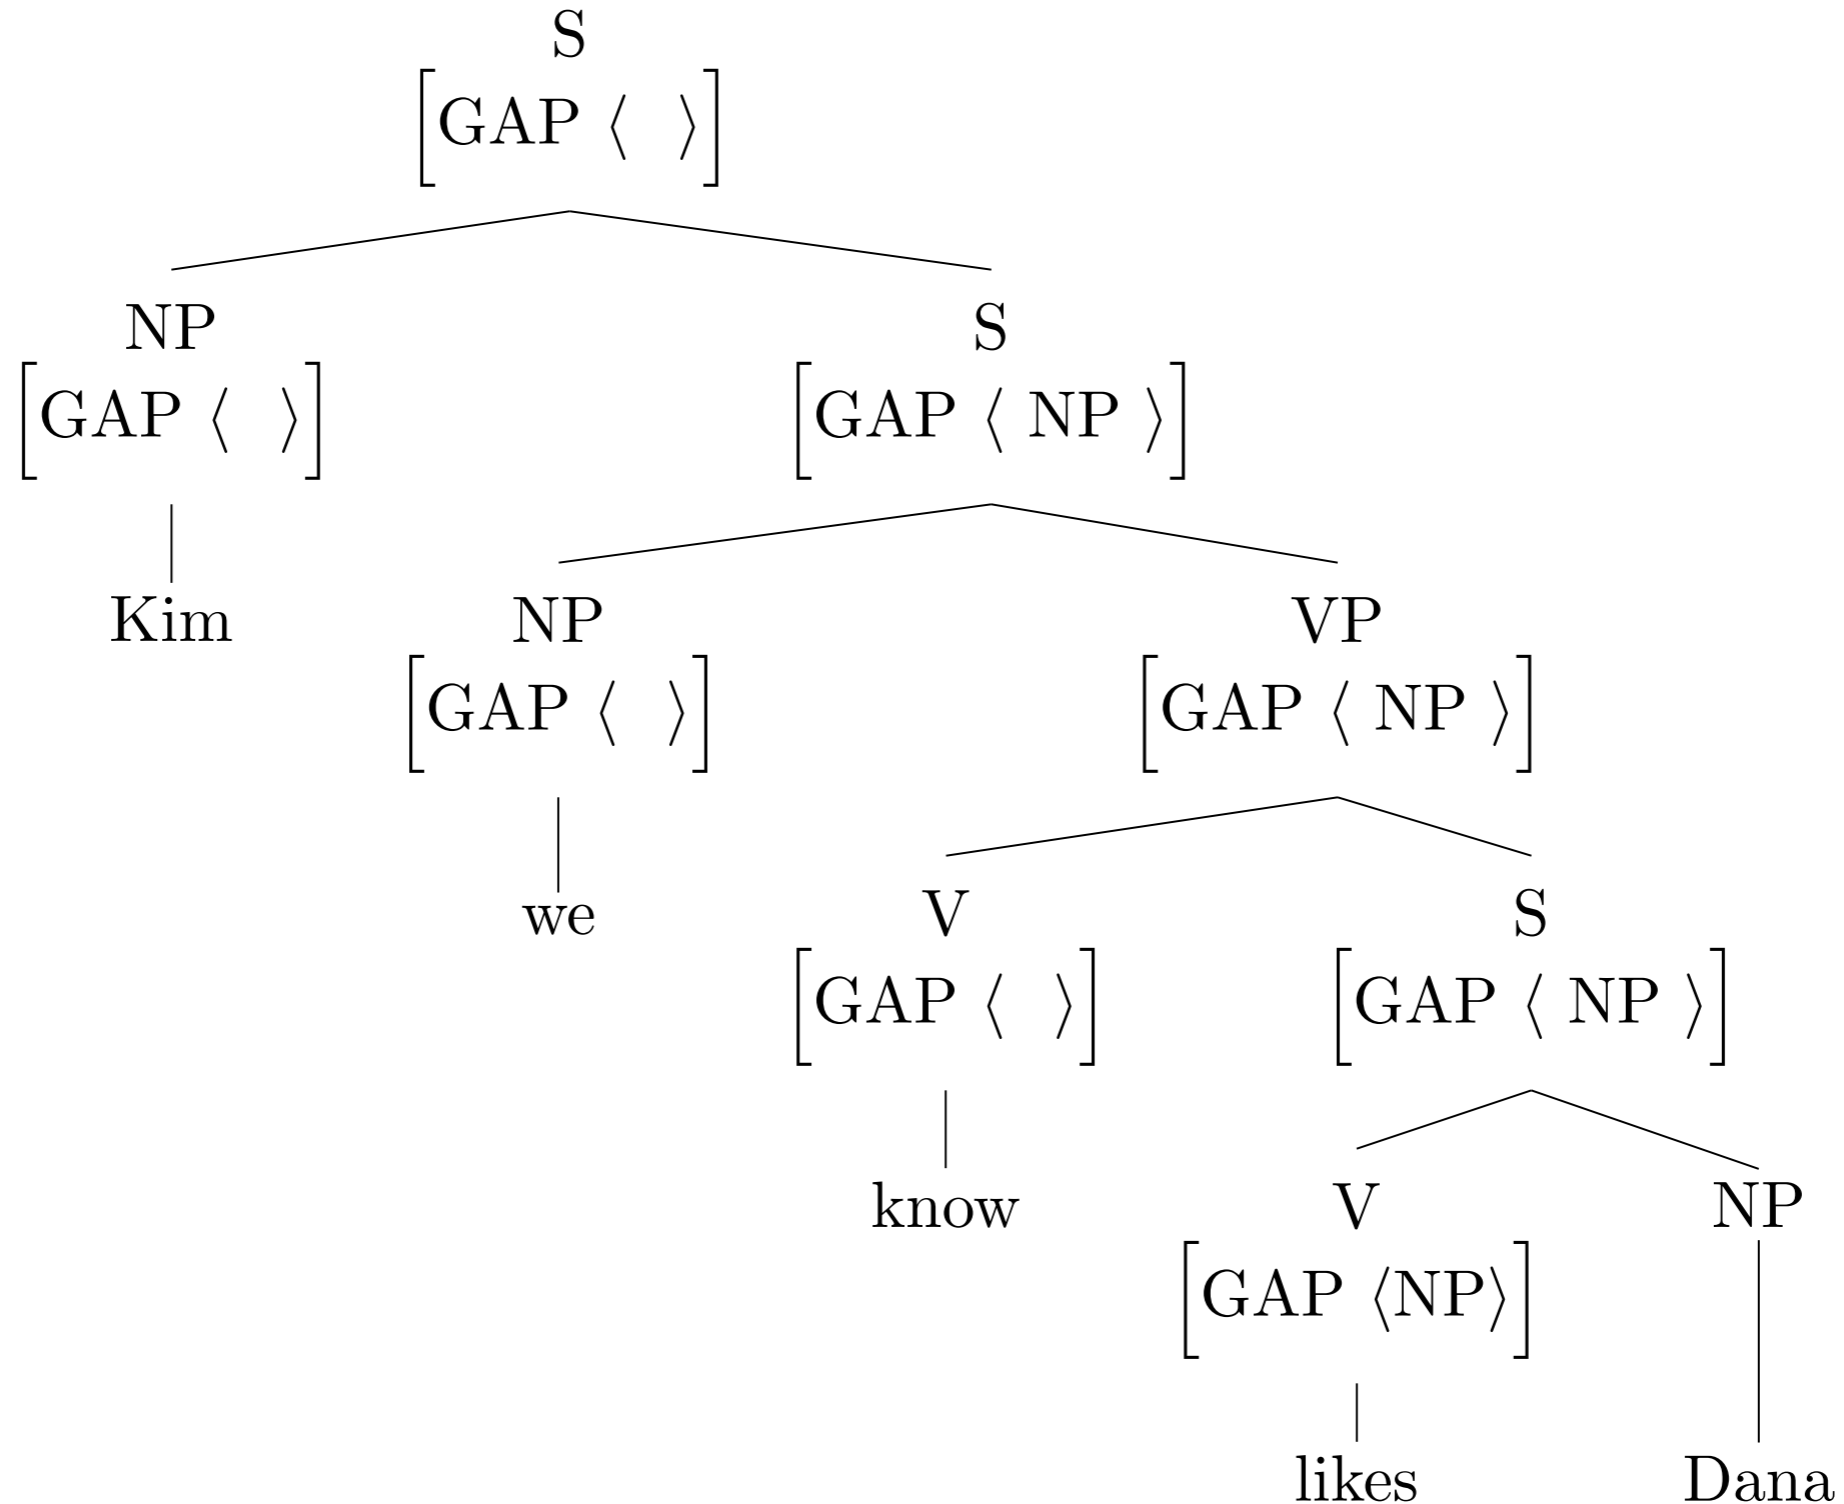 S
[GAP ⟨ ⟩]
NP S
[GAP ⟨ ⟩] [GAP ⟨ NP ⟩]
Kim NP VP
[GAP ⟨ ⟩] [GAP ⟨ NP ⟩]
we V S
[GAP ⟨ ⟩] [GAP ⟨ NP ⟩]
know V NP
[GAP ⟨NP⟩]
likes Dana